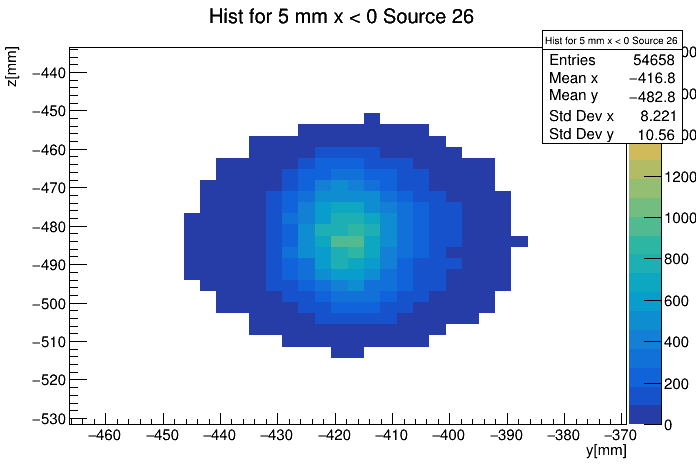 Hist for 5 mm x < 0 Source 26
Hist for 5 mm x < 0 Source 26
Entries 54658
Mean x −416.8
Mean y −482.8
Std Dev x 8.221
Std Dev y 10.56
z[mm]
−440
−450
−460
−470
−480
−490
−500
−510
−520
−530
1200
1000
800
600
400
200
0
−460 −450 −440 −430 −420 −410 −400 −390 −380 −370
y[mm]